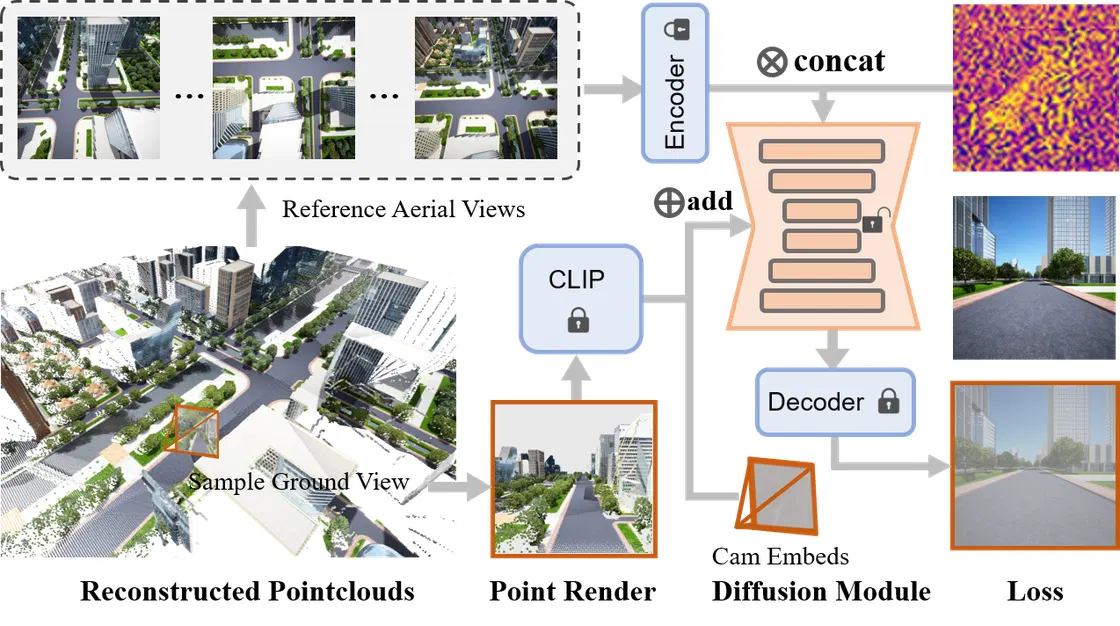 Encoder
⊗ concat
... ...
Reference Aerial Views
⊕ add
CLIP
Decoder
Sample Ground View
Cam Embeds
Reconstructed Pointclouds
Point Render
Diffusion Module
Loss